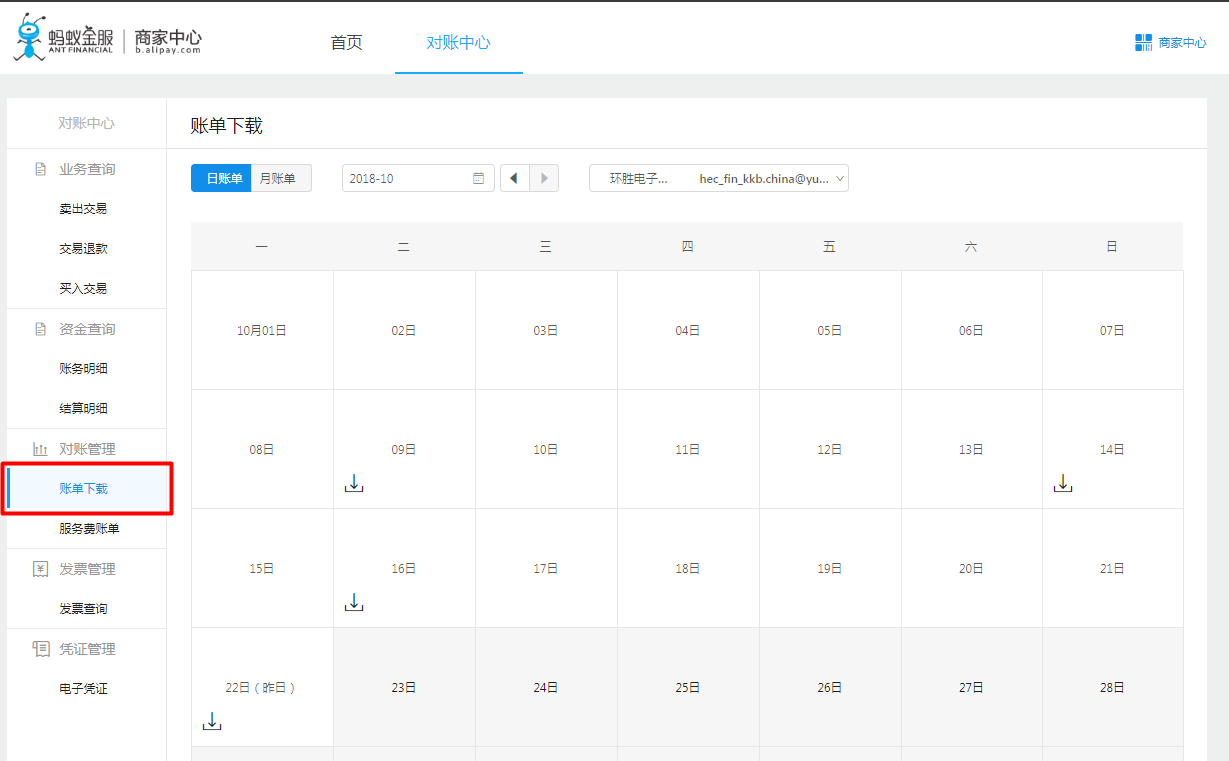 蚂蚁金服
ANT FINANCIAL
商家中心
b.alipay.com
首页
对账中心
商家中心
对账中心
业务查询
卖出交易
交易退款
买入交易
资金查询
账务明细
结算明细
对账管理
账单下载
服务费账单
发票管理
发票查询
凭证管理
电子凭证
账单下载
日账单 月账单 2018-10 环胜电子... hec_fin_kkb.china@yu...
一 二 三 四 五 六 日
10月01日 02日 03日 04日 05日 06日 07日
08日 09日 10日 11日 12日 13日 14日
15日 16日 17日 18日 19日 20日 21日
22日（昨日） 23日 24日 25日 26日 27日 28日